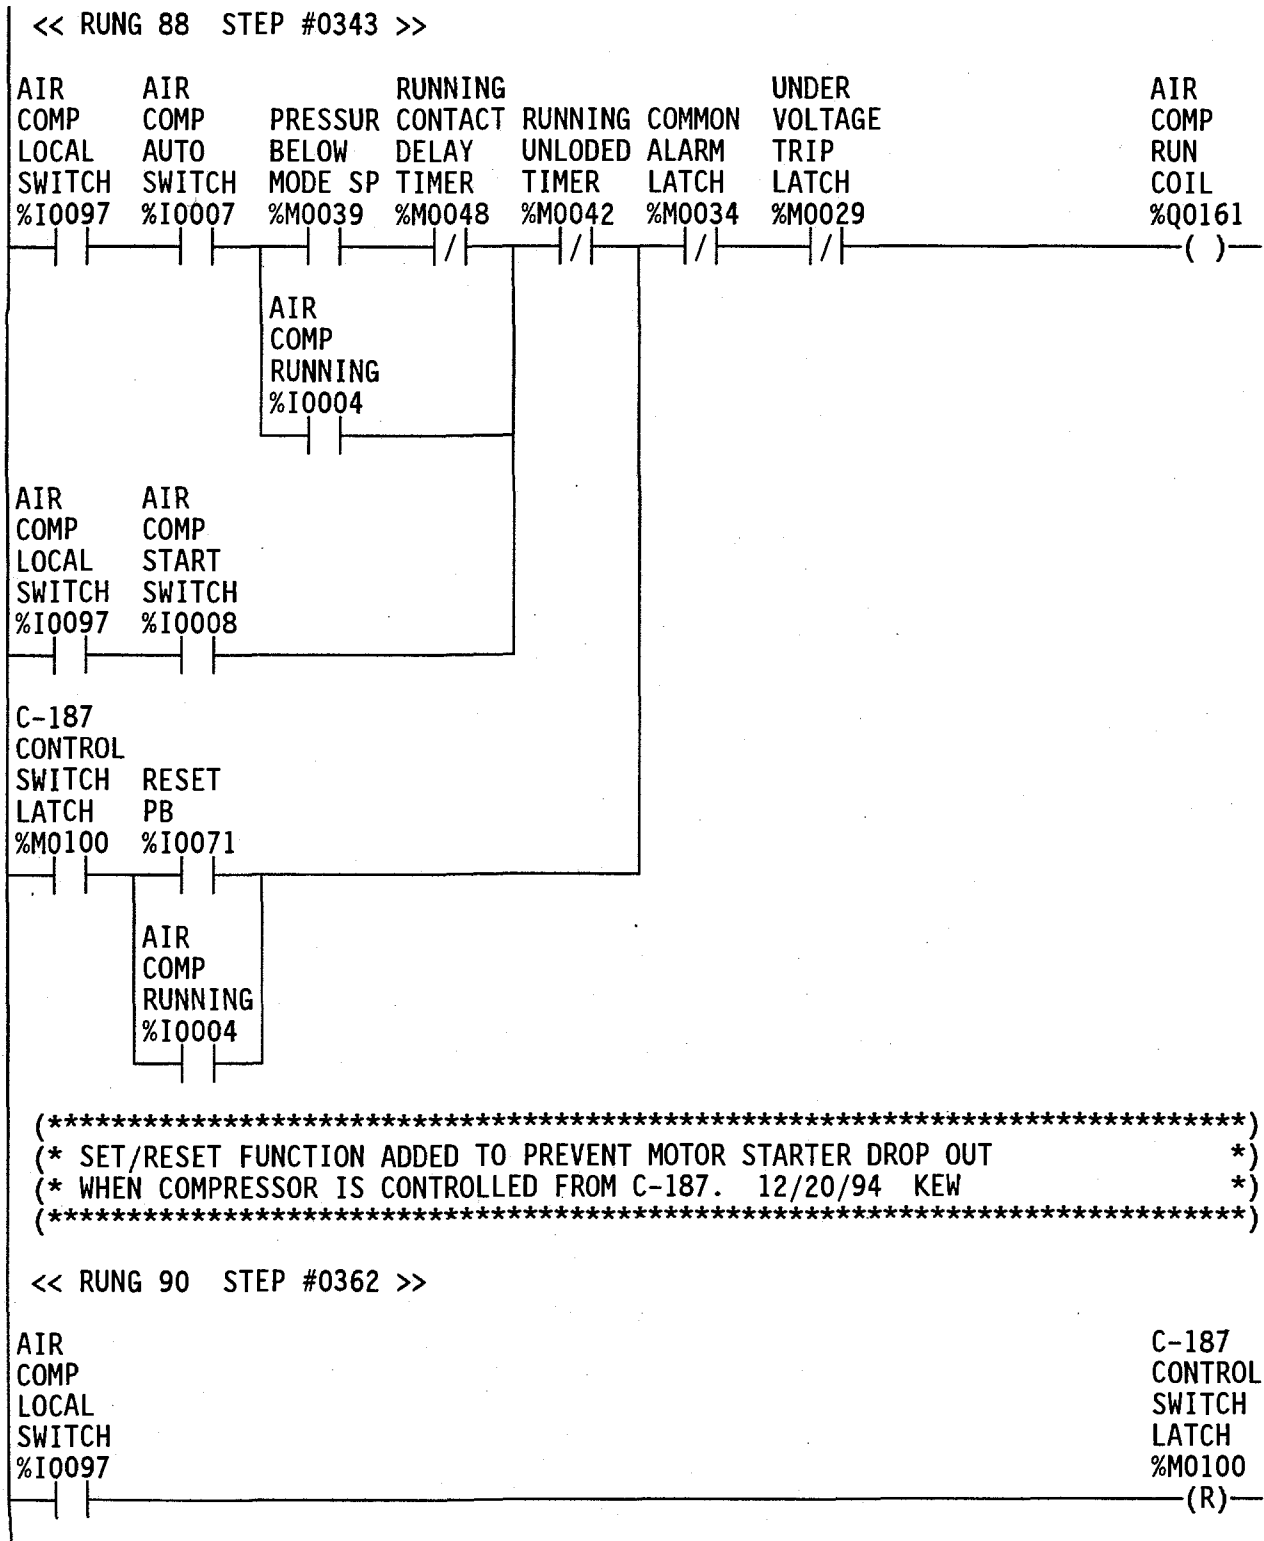 << RUNG 88 STEP #0343 >>
AIR AIR RUNNING UNDER AIR
COMP COMP PRESSUR CONTACT RUNNING COMMON VOLTAGE COMP
LOCAL AUTO BELOW DELAY UNLODED ALARM TRIP RUN
SWITCH SWITCH MODE SP TIMER TIMER LATCH LATCH COIL
%I0097 %I0007 %M0039 %M0048 %M0042 %M0034 %M0029 %Q0161
AIR
COMP
RUNNING
%I0004
AIR AIR
COMP COMP
LOCAL START
SWITCH SWITCH
%I0097 %I0008
C-187
CONTROL
SWITCH RESET
LATCH PB
%M0100 %I0071
AIR
COMP
RUNNING
%I0004
(****************************************************************************)
(* SET/RESET FUNCTION ADDED TO PREVENT MOTOR STARTER DROP OUT *)
(* WHEN COMPRESSOR IS CONTROLLED FROM C-187. 12/20/94 KEW *)
(****************************************************************************)
<< RUNG 90 STEP #0362 >>
AIR C-187
COMP CONTROL
LOCAL SWITCH
SWITCH LATCH
%I0097 %M0100
(R)